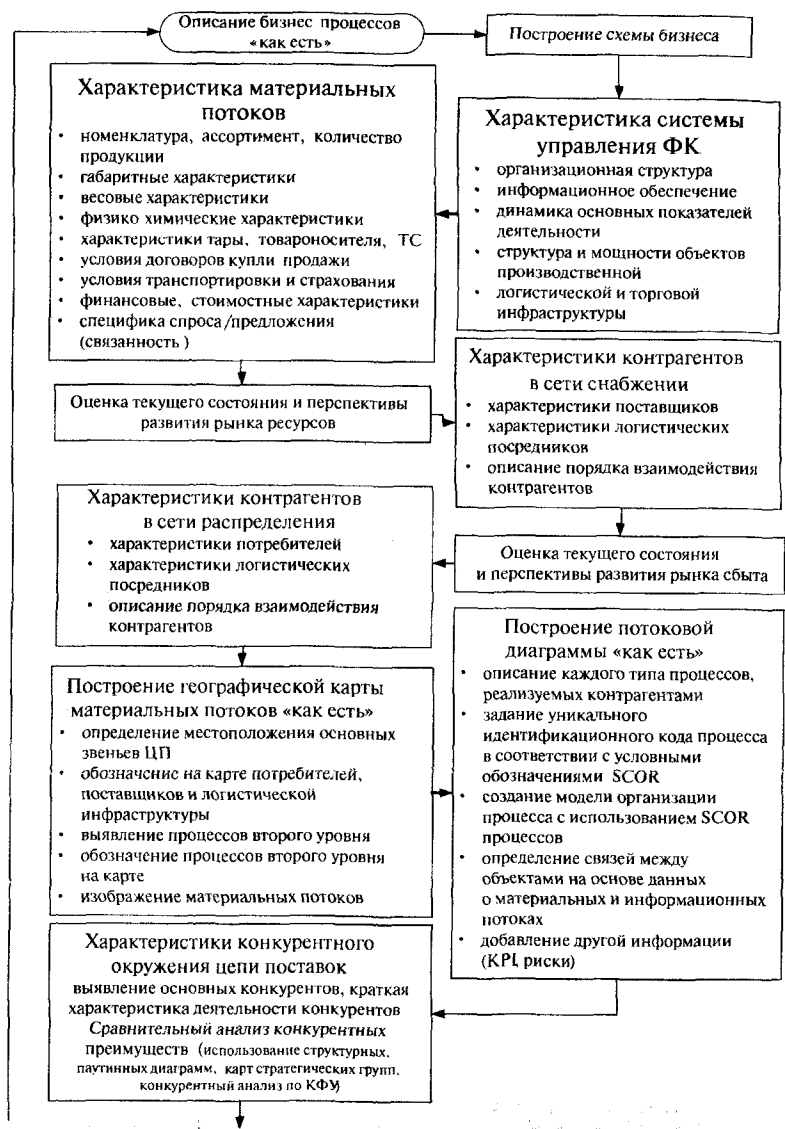 Описание бизнес процессов
«как есть»
Построение схемы бизнеса
Характеристика материальных
потоков
• номенклатура, ассортимент, количество
продукции
• габаритные характеристики
• весовые характеристики
• физико химические характеристики
• характеристики тары, товароносителя, ТС
• условия договоров купли продажи
• условия транспортировки и страхования
• финансовые, стоимостные характеристики
• специфика спроса/предложения
(связанность )
Характеристика системы
управления ФК
• организационная структура
• информационное обеспечение
• динамика основных показателей
деятельности
• структура и мощности объектов
производственной
• логистической и торговой
инфраструктуры
Оценка текущего состояния и перспективы
развития рынка ресурсов
Характеристики контрагентов
в сети снабжении
• характеристики поставщиков
• характеристики логистических
посредников
• описание порядка взаимодействия
контрагентов
Характеристики контрагентов
в сети распределения
• характеристики потребителей
• характеристики логистических
посредников
• описание порядка взаимодействия
контрагентов
Оценка текущего состояния
и перспективы развития рынка сбыта
Построение географической карты
материальных потоков «как есть»
• определение местоположения основных
звеньев ЦП
• обозначение на карте потребителей,
поставщиков и логистической
инфраструктуры
• выявление процессов второго уровня
• обозначение процессов второго уровня
на карте
• изображение материальных потоков
Построение потоковой
диаграммы «как есть»
• описание каждого типа процессов,
реализуемых контрагентами
• задание уникального
идентификационного кода процесса
в соответствии с условными
обозначениями SCOR
• создание модели организации
процесса с использованием SCOR
процессов
• определение связей между
объектами на основе данных
о материальных и информационных
потоках
• добавление другой информации
(KPI, риски)
Характеристики конкурентного
окружения цепи поставок
выявление основных конкурентов, краткая
характеристика деятельности конкурентов
Сравнительный анализ конкурентных
преимуществ (использование структурных,
паутинных диаграмм, карт стратегических групп,
конкурентный анализ по КФУ)